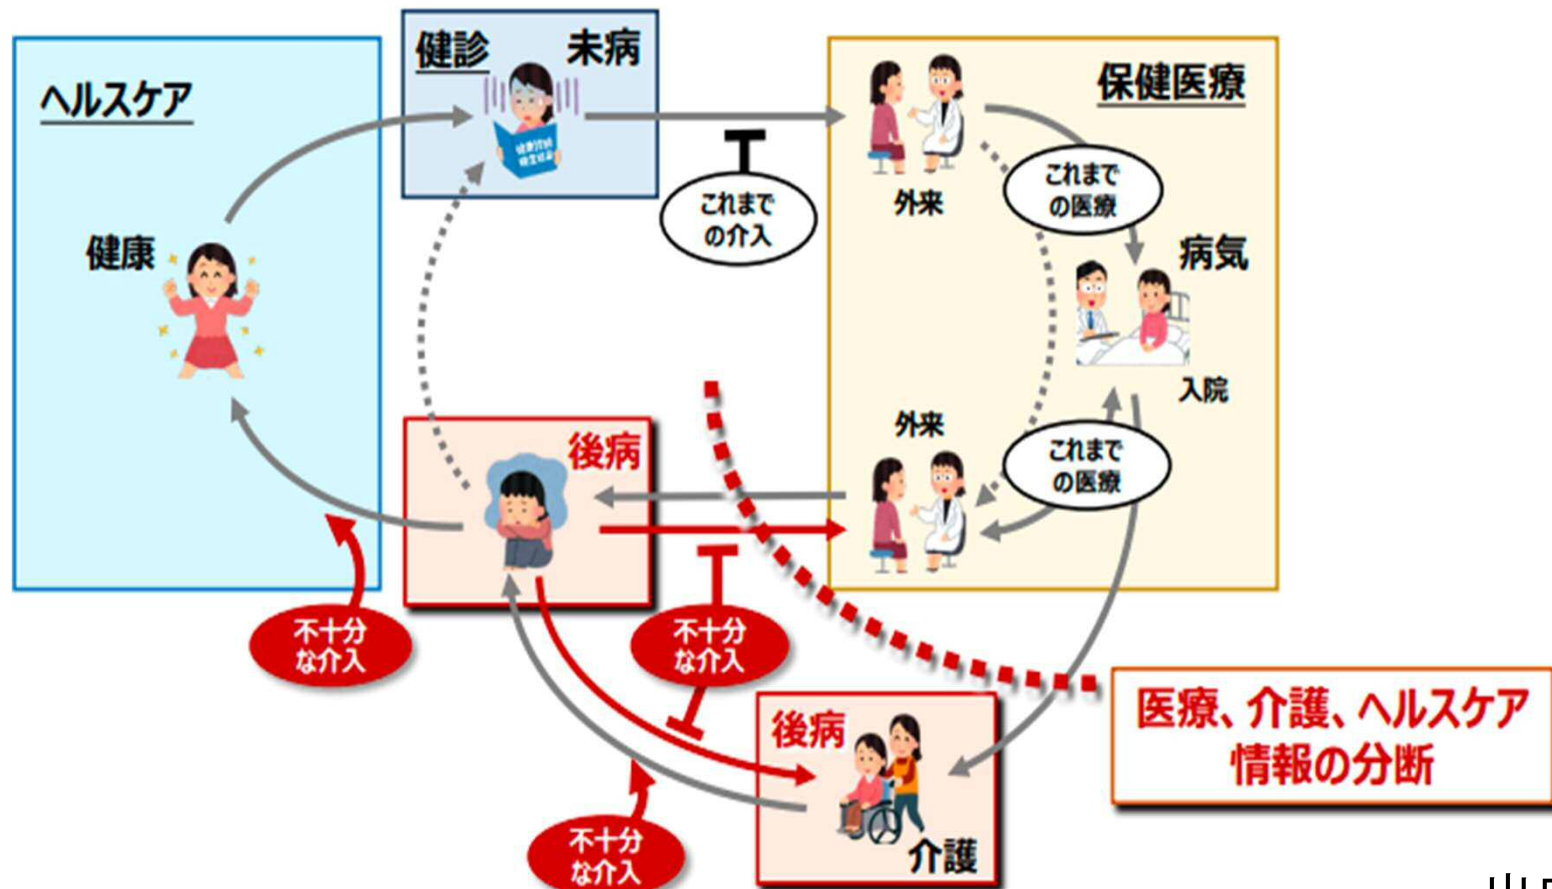 ヘルスケア
健診
未病
保健医療
外来
これまで
の介入
これまで
の医療
健康
病気
入院
外来
これまで
の医療
後病
不十分
な介入
不十分
な介入
後病
介護
不十分
な介入
医療、介護、ヘルスケア
情報の分断